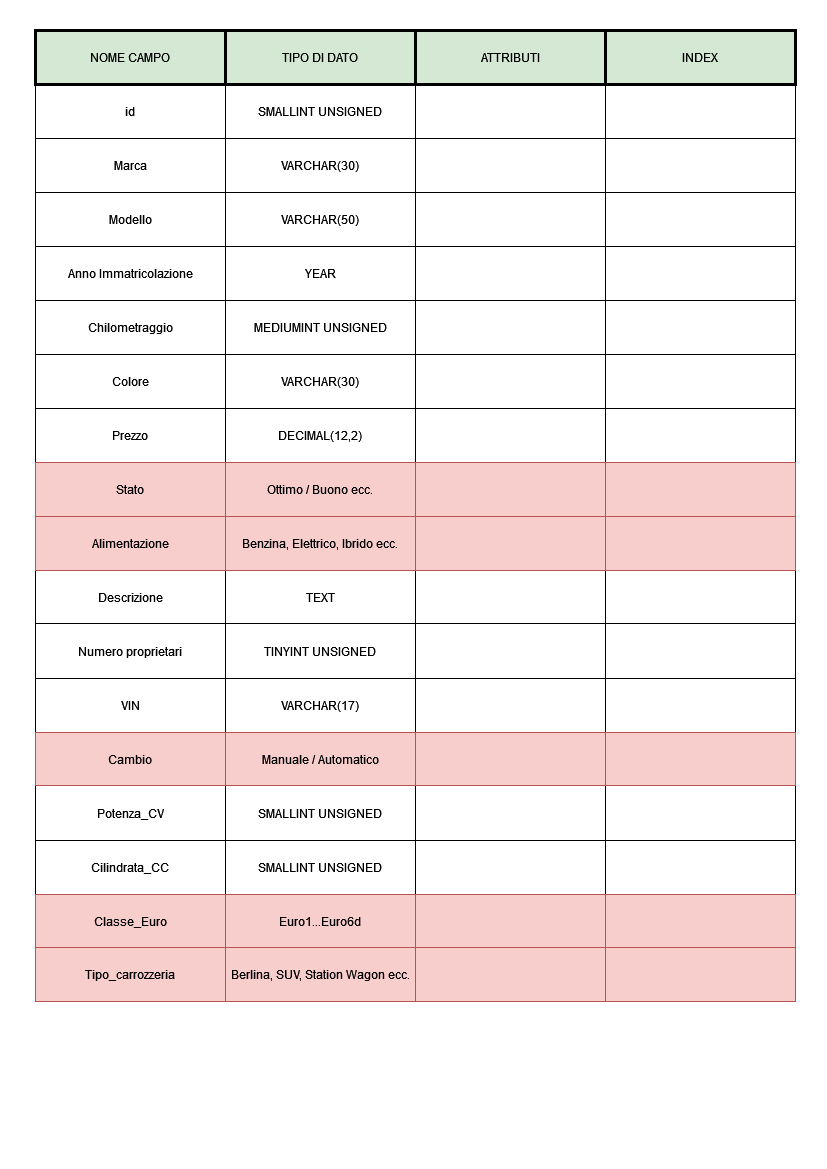 NOME CAMPO TIPO DI DATO ATTRIBUTI INDEX
id SMALLINT UNSIGNED
Marca VARCHAR(30)
Modello VARCHAR(50)
Anno Immatricolazione YEAR
Chilometraggio MEDIUMINT UNSIGNED
Colore VARCHAR(30)
Prezzo DECIMAL(12,2)
Stato Ottimo / Buono ecc.
Alimentazione Benzina, Elettrico, Ibrido ecc.
Descrizione TEXT
Numero proprietari TINYINT UNSIGNED
VIN VARCHAR(17)
Cambio Manuale / Automatico
Potenza_CV SMALLINT UNSIGNED
Cilindrata_CC SMALLINT UNSIGNED
Classe_Euro Euro1...Euro6d
Tipo_carrozzeria Berlina, SUV, Station Wagon ecc.